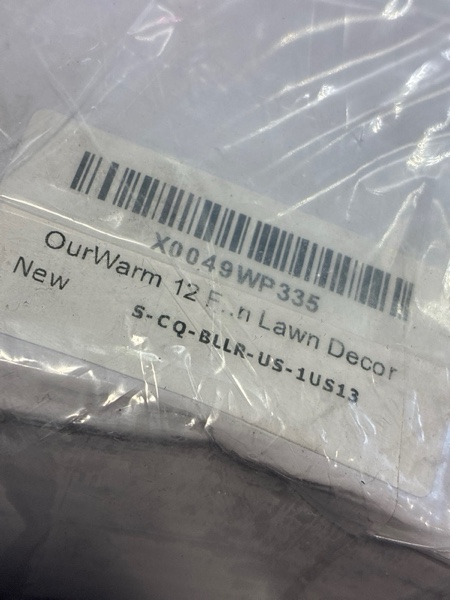 X0049WP335
OurWarm 12 F..n Lawn Decor
New
S-CQ-BLLR-US-1US13